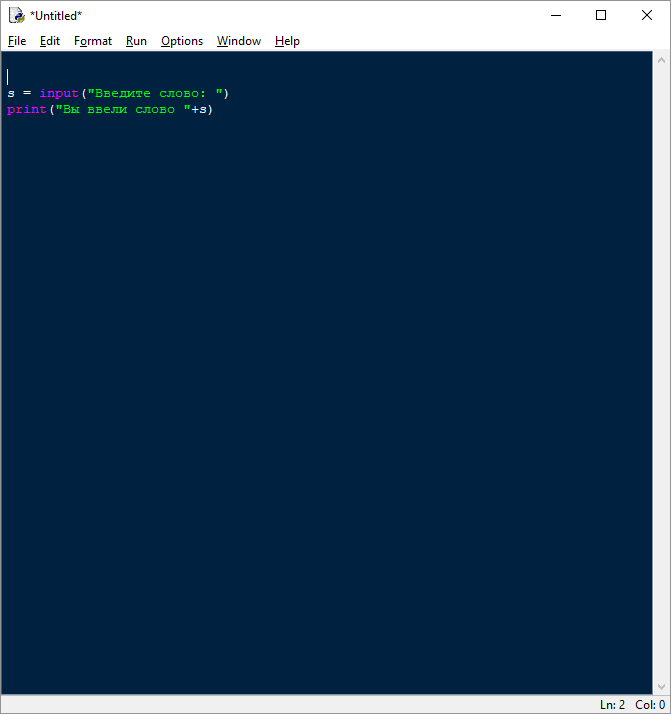 *Untitled*
File Edit Format Run Options Window Help
s = input("Введите слово: ")
print("Вы ввели слово "+s)
Ln: 2 Col: 0